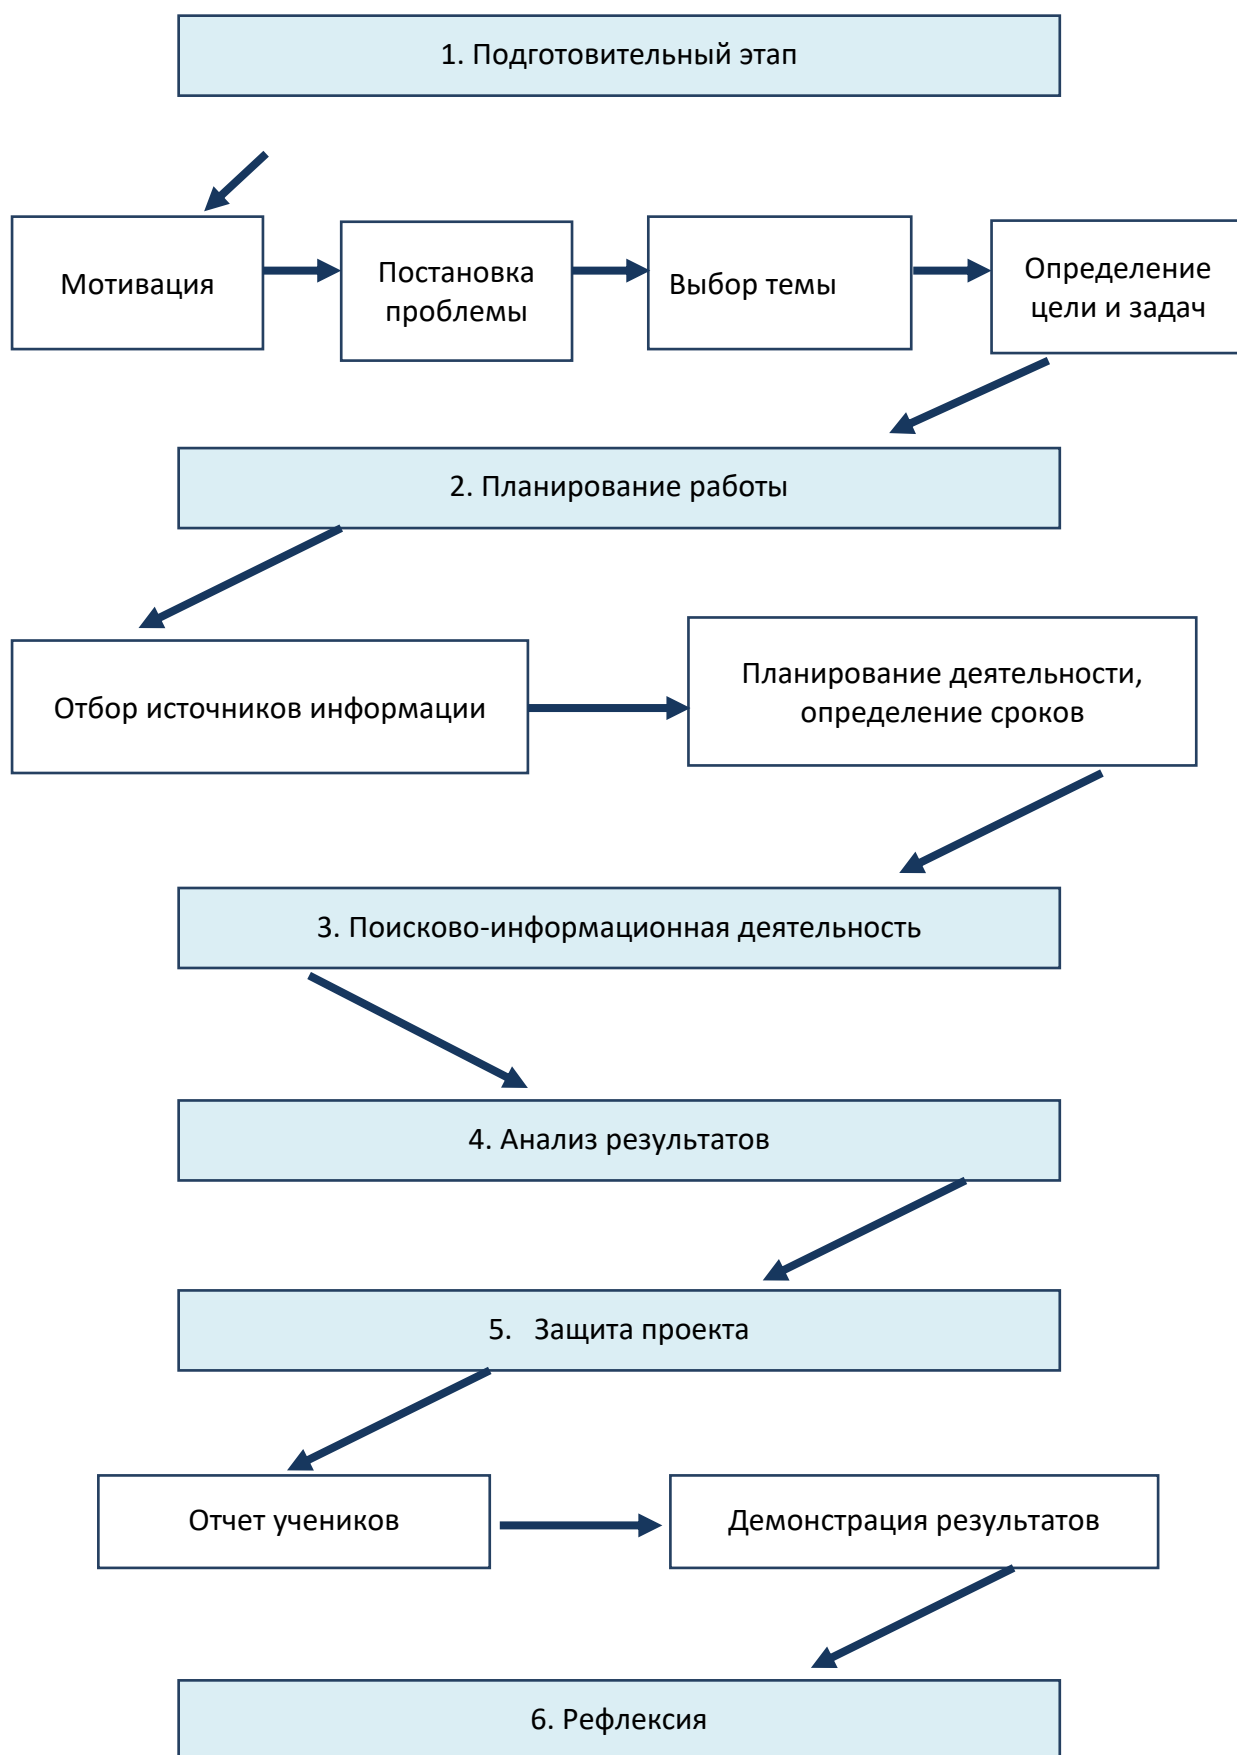 1. Подготовительный этап
Мотивация
Постановка
проблемы
Выбор темы
Определение
цели и задач
2. Планирование работы
Отбор источников информации
Планирование деятельности,
определение сроков
3. Поисково-информационная деятельность
4. Анализ результатов
5. Защита проекта
Отчет учеников
Демонстрация результатов
6. Рефлексия